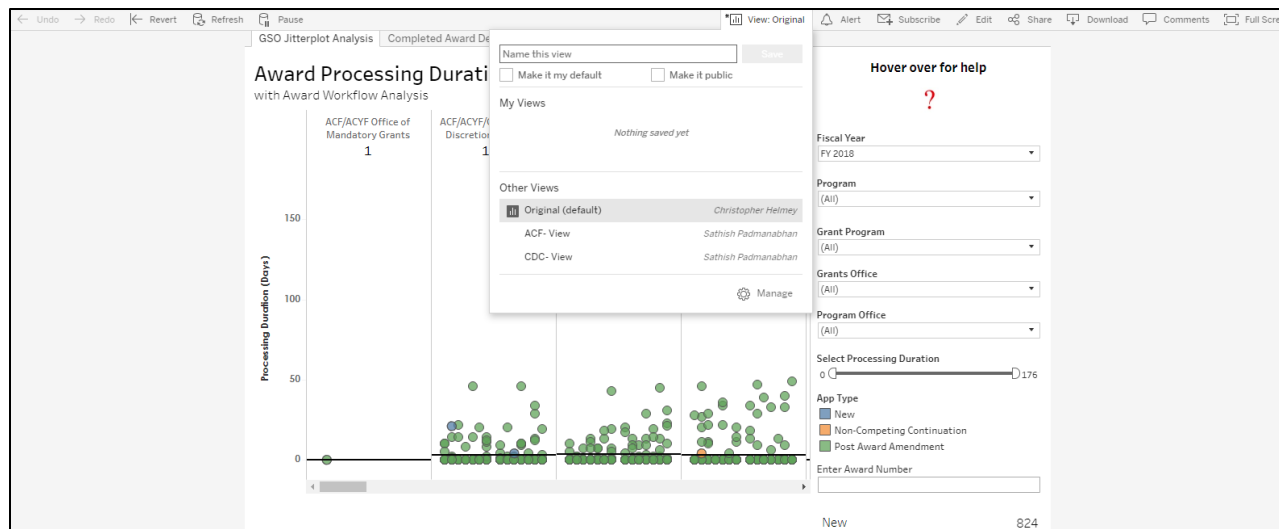 Undo Redo Revert Refresh Pause View: Original Alert Subscribe Edit Share Download Comments Full Scre
GSO Jitterplot Analysis Completed Award De
Award Processing Durati
with Award Workflow Analysis
ACF/ACYF Office of
Mandatory Grants
1
ACF/ACYF/
Discretion
1
Processing Duration (Days)
150
100
50
0
Name this view
Save
Make it my default Make it public
My Views
Nothing saved yet
Other Views
Original (default) Christopher Helmey
ACF- View Sathish Padmanabhan
CDC- View Sathish Padmanabhan
Manage
Hover over for help
?
Fiscal Year
FY 2018
Program
(All)
Grant Program
(All)
Grants Office
(All)
Program Office
(All)
Select Processing Duration
0 176
App Type
New
Non-Competing Continuation
Post Award Amendment
Enter Award Number
New 824